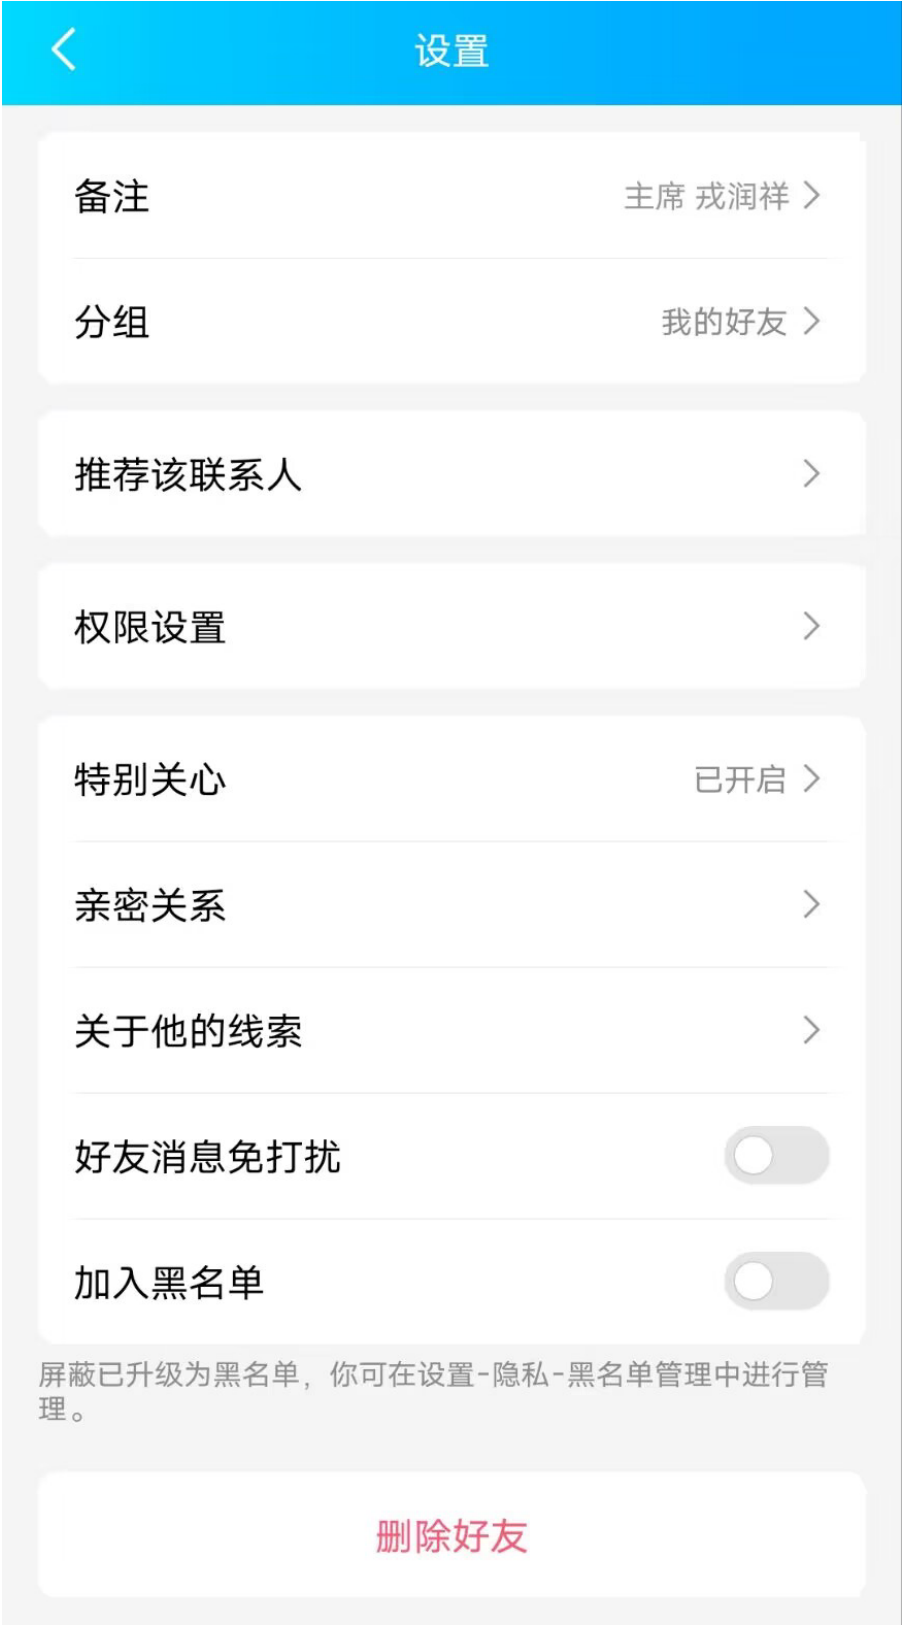 设置
备注 主席 戎润祥
分组 我的好友
推荐该联系人
权限设置
特别关心 已开启
亲密关系
关于他的线索
好友消息免打扰
加入黑名单
屏蔽已升级为黑名单，你可在设置-隐私-黑名单管理中进行管
理。
删除好友